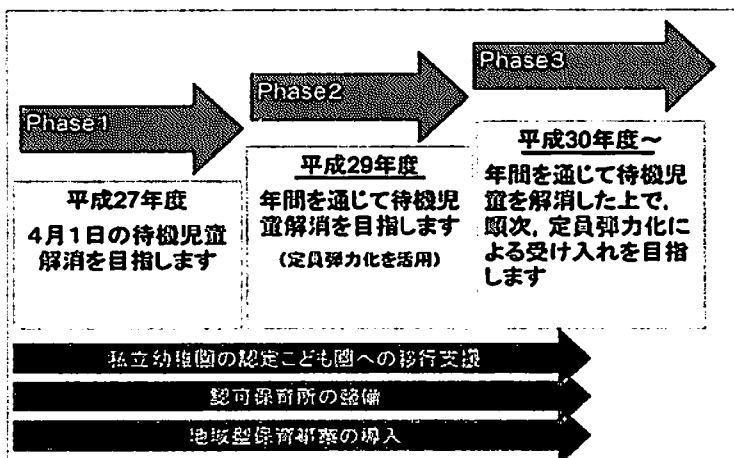 Phase1
平成27年度
4月1日の待機児童
解消を目指します
Phase2
平成29年度
年間を通じて待機児
童解消を目指します
(定員弾力化を活用)
Phase3
平成30年度~
年間を通じて待機児
童を解消した上で,
順次, 定員弾力化に
よる受け入れを目指
します
私立幼稚園の認定こども園への移行支援
認可保育所の整備
地域型保育事業の導入